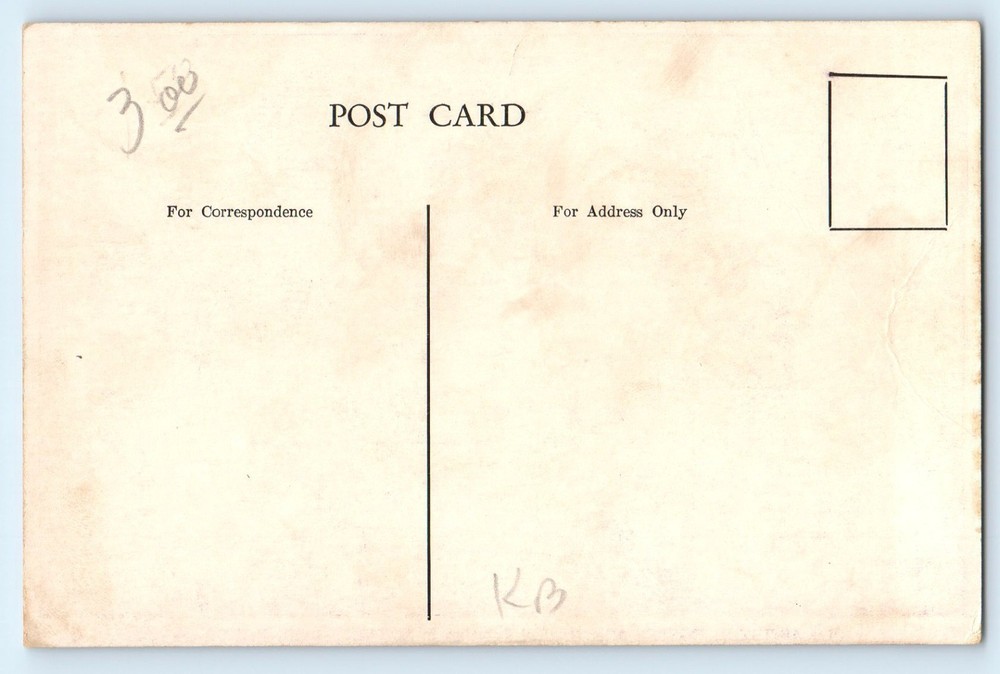 3 00
POST CARD
For Correspondence
For Address Only
KB